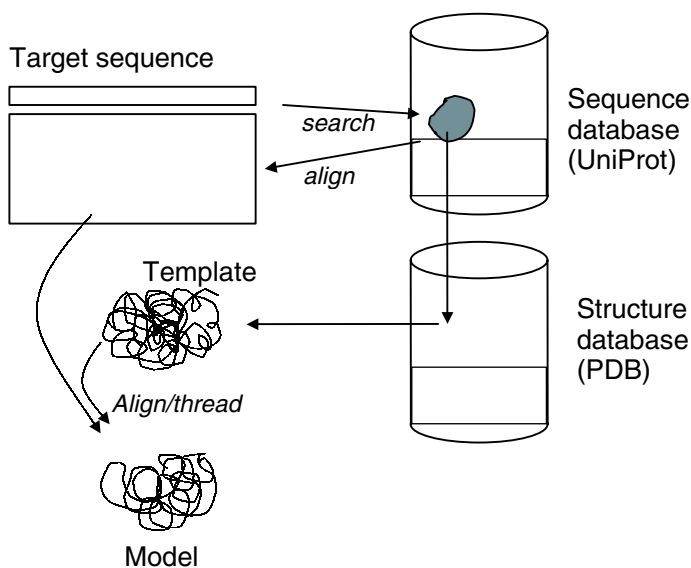 Target sequence
search
align
Sequence
database
(UniProt)
Template
Structure
database
(PDB)
Align/thread
Model